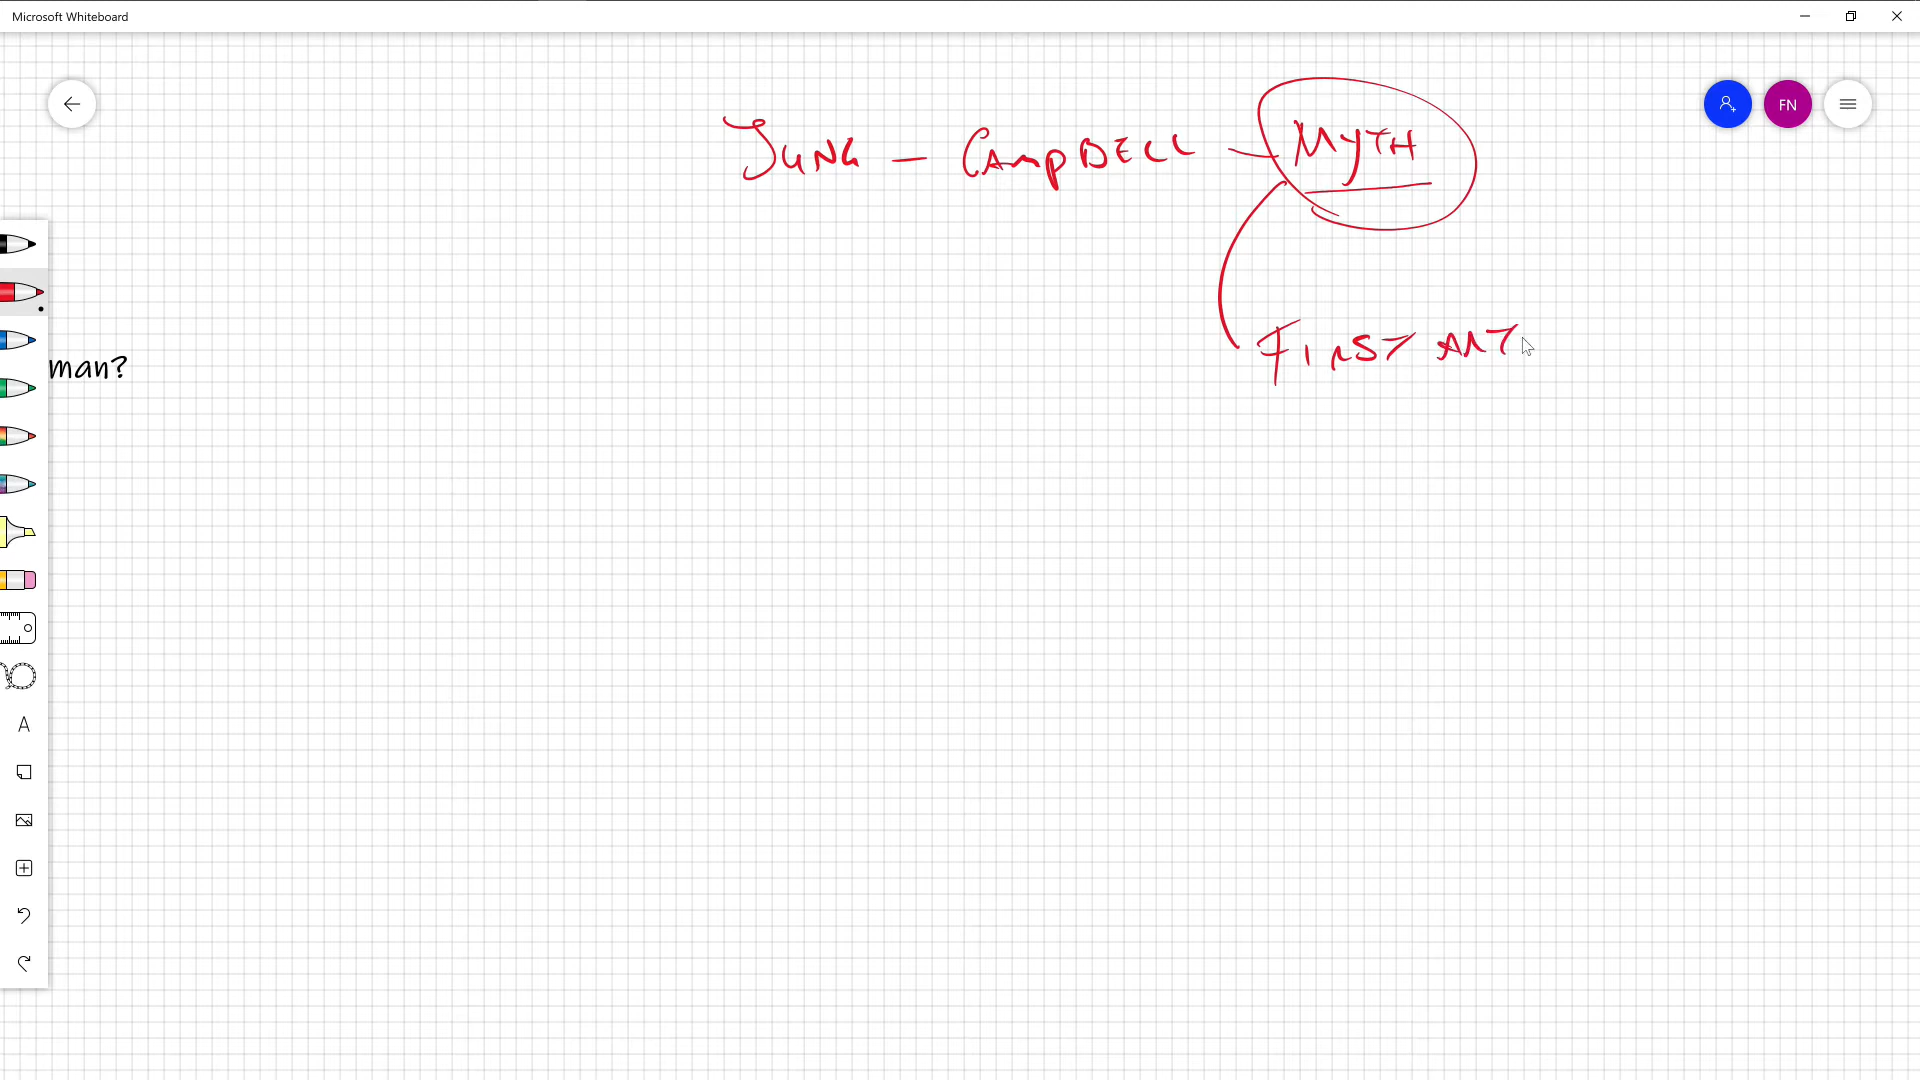 Microsoft Whiteboard
JUNG — CAMPBELL — MYTH
FN
FIRST ART
man?
A